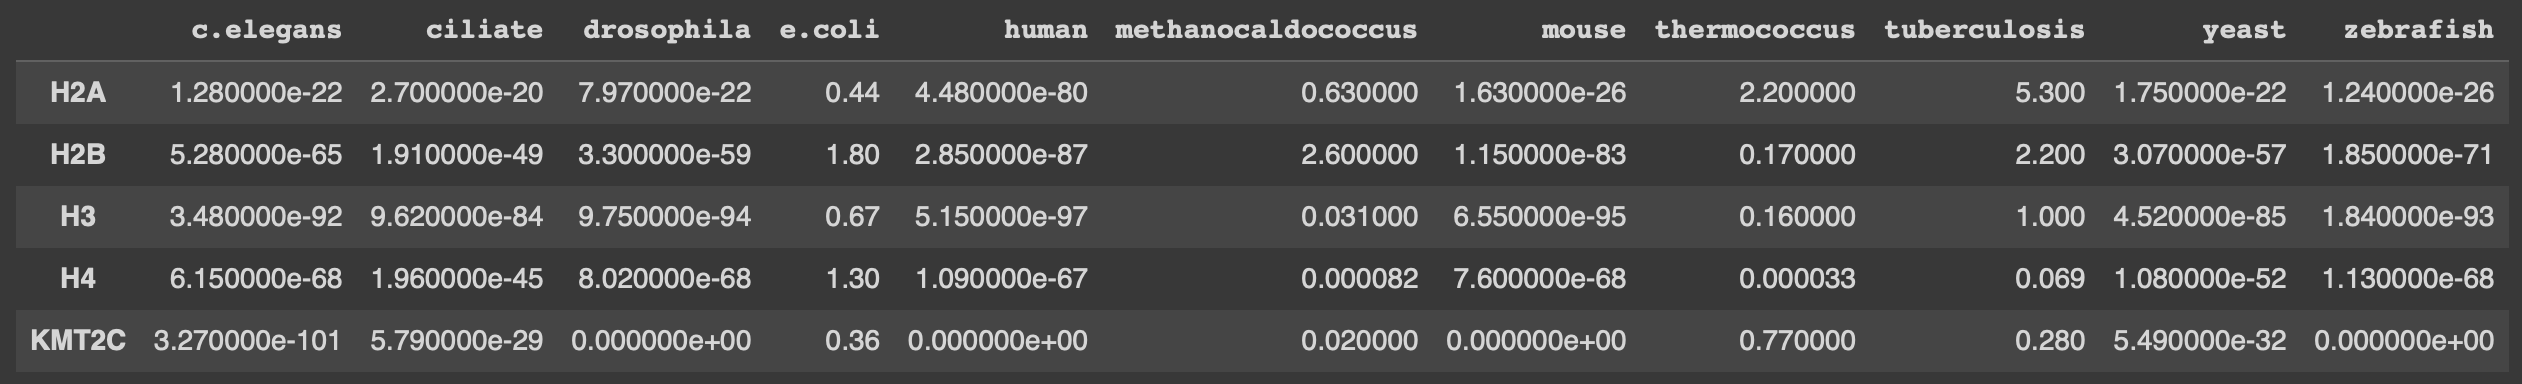 c.elegans ciliate drosophila e.coli human methanocaldococcus mouse thermococcus tuberculosis yeast zebrafish
H2A 1.280000e-22 2.700000e-20 7.970000e-22 0.44 4.480000e-80 0.630000 1.630000e-26 2.200000 5.300 1.750000e-22 1.240000e-26
H2B 5.280000e-65 1.910000e-49 3.300000e-59 1.80 2.850000e-87 2.600000 1.150000e-83 0.170000 2.200 3.070000e-57 1.850000e-71
H3 3.480000e-92 9.620000e-84 9.750000e-94 0.67 5.150000e-97 0.031000 6.550000e-95 0.160000 1.000 4.520000e-85 1.840000e-93
H4 6.150000e-68 1.960000e-45 8.020000e-68 1.30 1.090000e-67 0.000082 7.600000e-68 0.000033 0.069 1.080000e-52 1.130000e-68
KMT2C 3.270000e-101 5.790000e-29 0.000000e+00 0.36 0.000000e+00 0.020000 0.000000e+00 0.770000 0.280 5.490000e-32 0.000000e+00